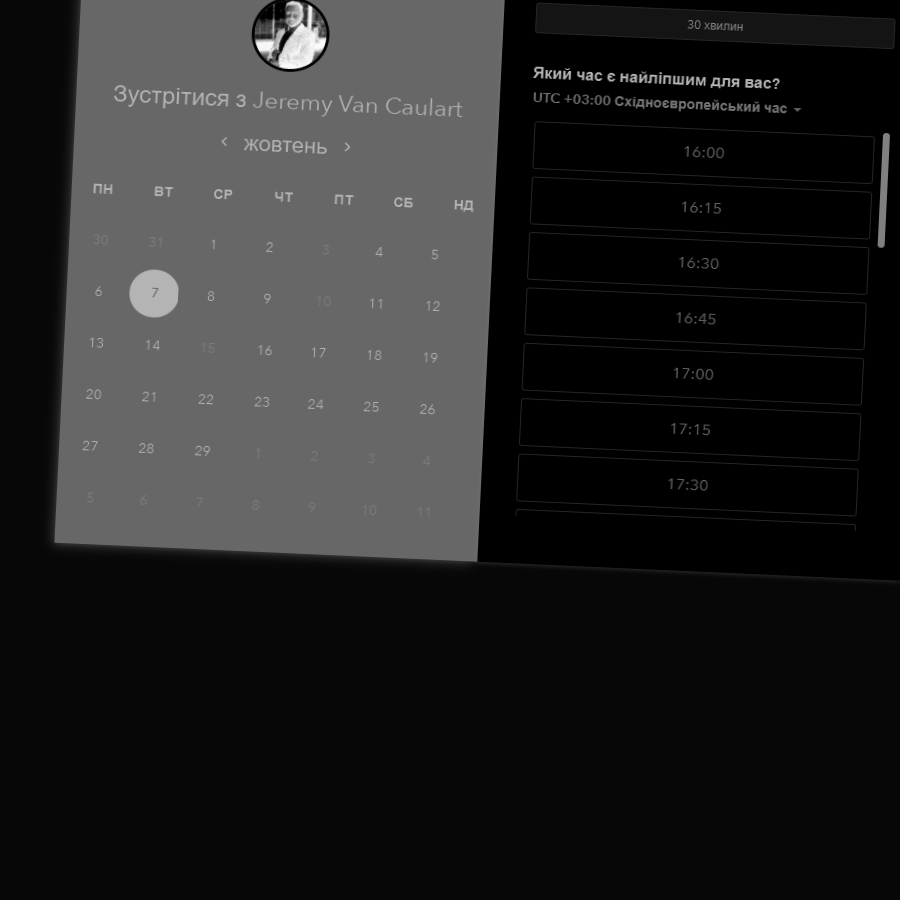 Зустрітися з Jeremy Van Caulart
жовтень
ПН ВТ СР ЧТ ПТ СБ НД
30 31 1 2 3 4 5
6 7 8 9 10 11 12
13 14 15 16 17 18 19
20 21 22 23 24 25 26
27 28 29 1 2 3 4
5 6 7 8 9 10 11
30 хвилин
Який час є найліпшим для вас?
UTC +03:00 Східноєвропейський час
16:00
16:15
16:30
16:45
17:00
17:15
17:30